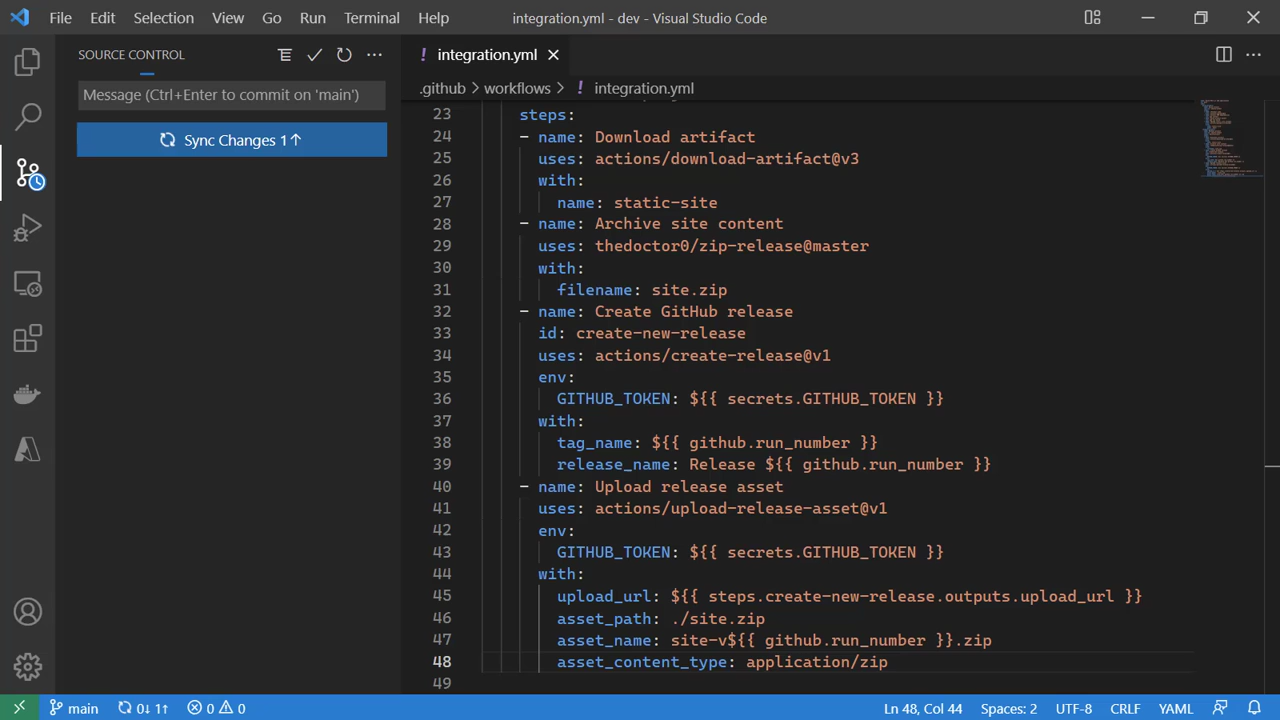 File Edit Selection View Go Run Terminal Help
integration.yml - dev - Visual Studio Code
SOURCE CONTROL
Message (Ctrl+Enter to commit on 'main')
Sync Changes 1↑
! integration.yml
.github > workflows > ! integration.yml
23 steps:
24 - name: Download artifact
25 uses: actions/download-artifact@v3
26 with:
27 name: static-site
28 - name: Archive site content
29 uses: thedoctor0/zip-release@master
30 with:
31 filename: site.zip
32 - name: Create GitHub release
33 id: create-new-release
34 uses: actions/create-release@v1
35 env:
36 GITHUB_TOKEN: ${{ secrets.GITHUB_TOKEN }}
37 with:
38 tag_name: ${{ github.run_number }}
39 release_name: Release ${{ github.run_number }}
40 - name: Upload release asset
41 uses: actions/upload-release-asset@v1
42 env:
43 GITHUB_TOKEN: ${{ secrets.GITHUB_TOKEN }}
44 with:
45 upload_url: ${{ steps.create-new-release.outputs.upload_url }}
46 asset_path: ./site.zip
47 asset_name: site-v${{ github.run_number }}.zip
48 asset_content_type: application/zip
49
main 0↓ 1↑ 0 0 Ln 48, Col 44 Spaces: 2 UTF-8 CRLF YAML